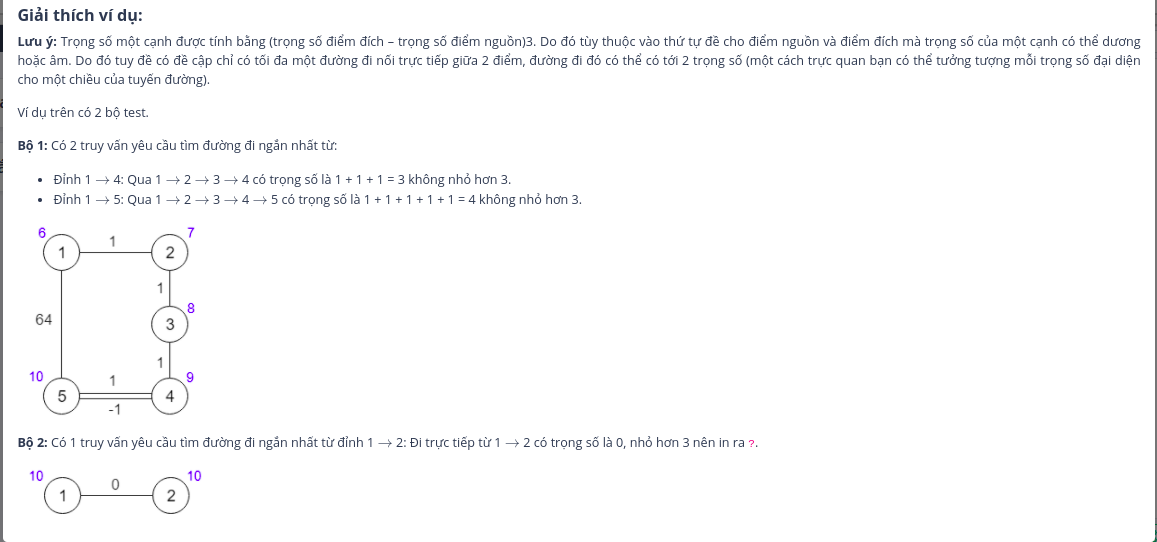 Giải thích ví dụ:
Lưu ý: Trọng số một cạnh được tính bằng (trọng số điểm đích – trọng số điểm nguồn)3. Do đó tùy thuộc vào thứ tự đề cho điểm nguồn và điểm đích mà trọng số của một cạnh có thể dương
hoặc âm. Do đó tuy đề có đề cập chỉ có tối đa một đường đi nối trực tiếp giữa 2 điểm, đường đi đó có thể có tới 2 trọng số (một cách trực quan bạn có thể tưởng tượng mỗi trọng số đại diện
cho một chiều của tuyến đường).
Ví dụ trên có 2 bộ test.
Bộ 1: Có 2 truy vấn yêu cầu tìm đường đi ngắn nhất từ:
• Đỉnh 1 → 4: Qua 1 → 2 → 3 → 4 có trọng số là 1 + 1 + 1 = 3 không nhỏ hơn 3.
• Đỉnh 1 → 5: Qua 1 → 2 → 3 → 4 → 5 có trọng số là 1 + 1 + 1 + 1 + 1 = 4 không nhỏ hơn 3.
6 1 7
1 2
1
8
64 3
1
10 1 9
5 4
-1
Bộ 2: Có 1 truy vấn yêu cầu tìm đường đi ngắn nhất từ đỉnh 1 → 2: Đi trực tiếp từ 1 → 2 có trọng số là 0, nhỏ hơn 3 nên in ra ?.
10 0 10
1 2